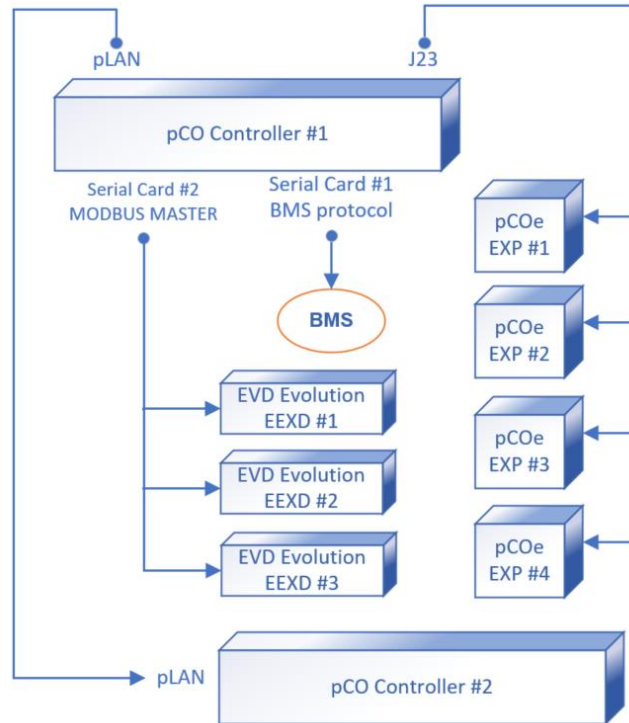 pLAN
J23
pCO Controller #1
Serial Card #2
MODBUS MASTER
Serial Card #1
BMS protocol
BMS
pCOe
EXP #1
pCOe
EXP #2
pCOe
EXP #3
pCOe
EXP #4
EVD Evolution
EEXD #1
EVD Evolution
EEXD #2
EVD Evolution
EEXD #3
pLAN
pCO Controller #2